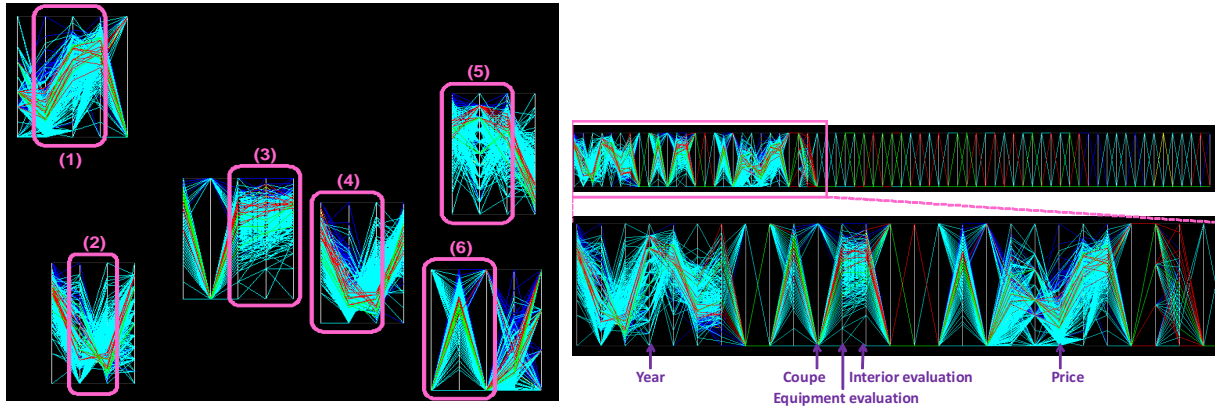 (1)
(2)
(3)
(4)
(5)
(6)
Year
Coupe
Interior evaluation
Price
Equipment evaluation